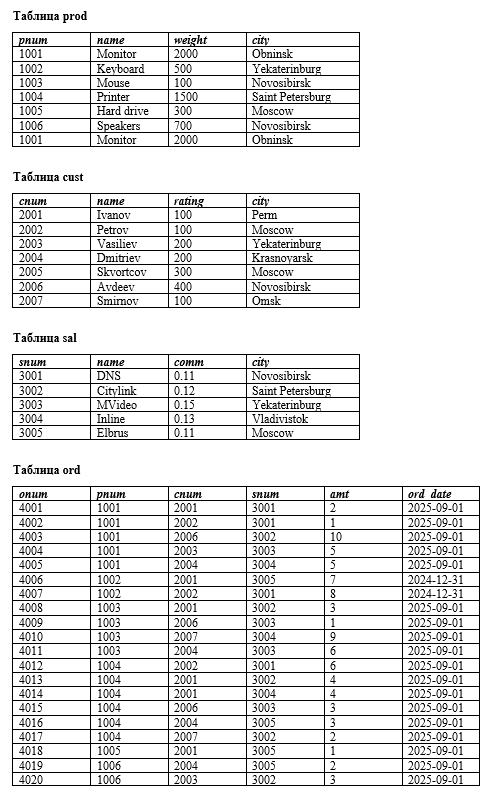 Таблица prod
pnum name weight city
1001 Monitor 2000 Obninsk
1002 Keyboard 500 Yekaterinburg
1003 Mouse 100 Novosibirsk
1004 Printer 1500 Saint Petersburg
1005 Hard drive 300 Moscow
1006 Speakers 700 Novosibirsk
1001 Monitor 2000 Obninsk
Таблица cust
cnum name rating city
2001 Ivanov 100 Perm
2002 Petrov 100 Moscow
2003 Vasiliev 200 Yekaterinburg
2004 Dmitriev 200 Krasnoyarsk
2005 Skvortcov 300 Moscow
2006 Avdeev 400 Novosibirsk
2007 Smirnov 100 Omsk
Таблица sal
snum name comm city
3001 DNS 0.11 Novosibirsk
3002 Citylink 0.12 Saint Petersburg
3003 MVideo 0.15 Yekaterinburg
3004 Inline 0.13 Vladivistok
3005 Elbrus 0.11 Moscow
Таблица ord
onum pnum cnum snum amt ord_date
4001 1001 2001 3001 2 2025-09-01
4002 1001 2002 3001 1 2025-09-01
4003 1001 2006 3002 10 2025-09-01
4004 1001 2003 3003 5 2025-09-01
4005 1001 2004 3004 5 2025-09-01
4006 1002 2001 3005 7 2024-12-31
4007 1002 2002 3001 8 2024-12-31
4008 1003 2001 3002 3 2025-09-01
4009 1003 2006 3003 1 2025-09-01
4010 1003 2007 3004 9 2025-09-01
4011 1003 2004 3003 6 2025-09-01
4012 1004 2002 3001 6 2025-09-01
4013 1004 2001 3002 4 2025-09-01
4014 1004 2001 3004 4 2025-09-01
4015 1004 2006 3003 3 2025-09-01
4016 1004 2004 3005 3 2025-09-01
4017 1004 2007 3002 2 2025-09-01
4018 1005 2001 3005 1 2025-09-01
4019 1006 2004 3005 2 2025-09-01
4020 1006 2003 3002 3 2025-09-01